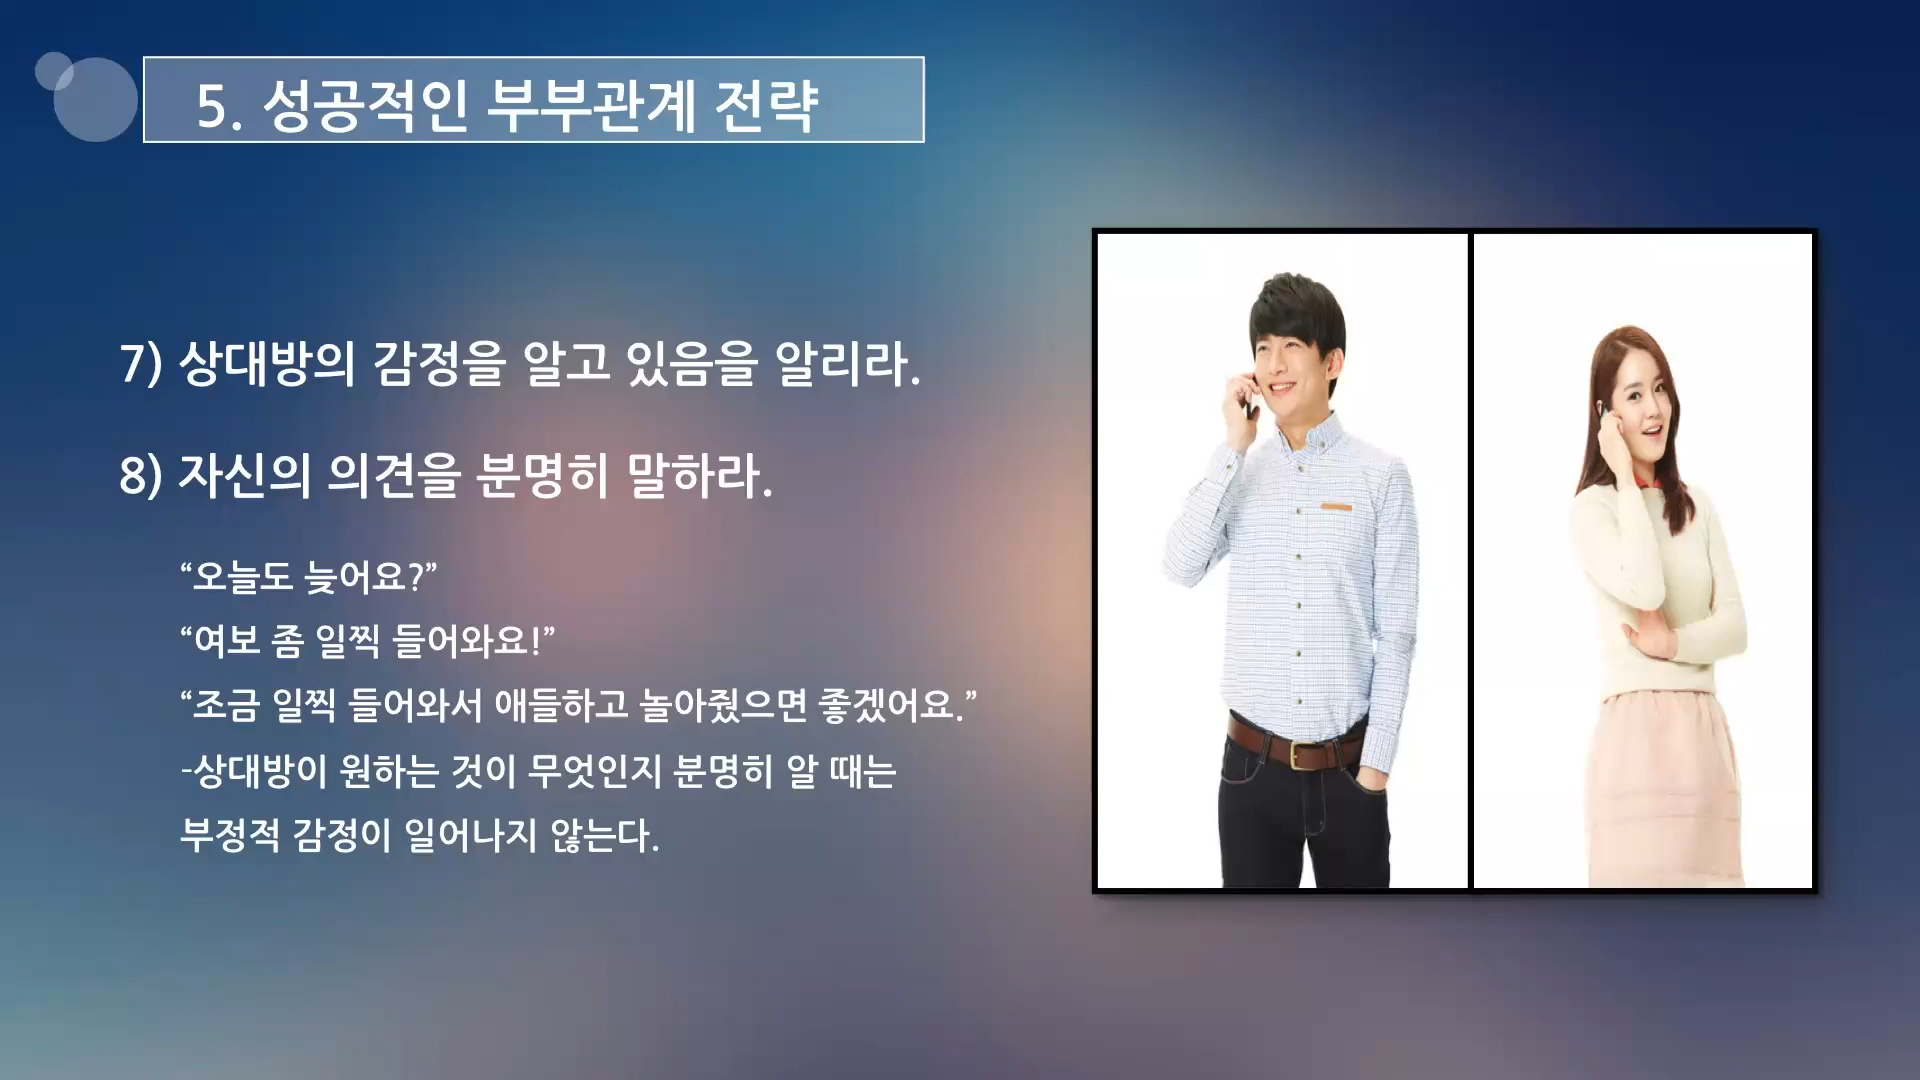 5. 성공적인 부부관계 전략
7) 상대방의 감정을 알고 있음을 알리라.
8) 자신의 의견을 분명히 말하라.
“오늘도 늦어요?”
“여보 좀 일찍 들어와요!”
“조금 일찍 들어와서 애들하고 놀아줬으면 좋겠어요.”
-상대방이 원하는 것이 무엇인지 분명히 알 때는
부정적 감정이 일어나지 않는다.